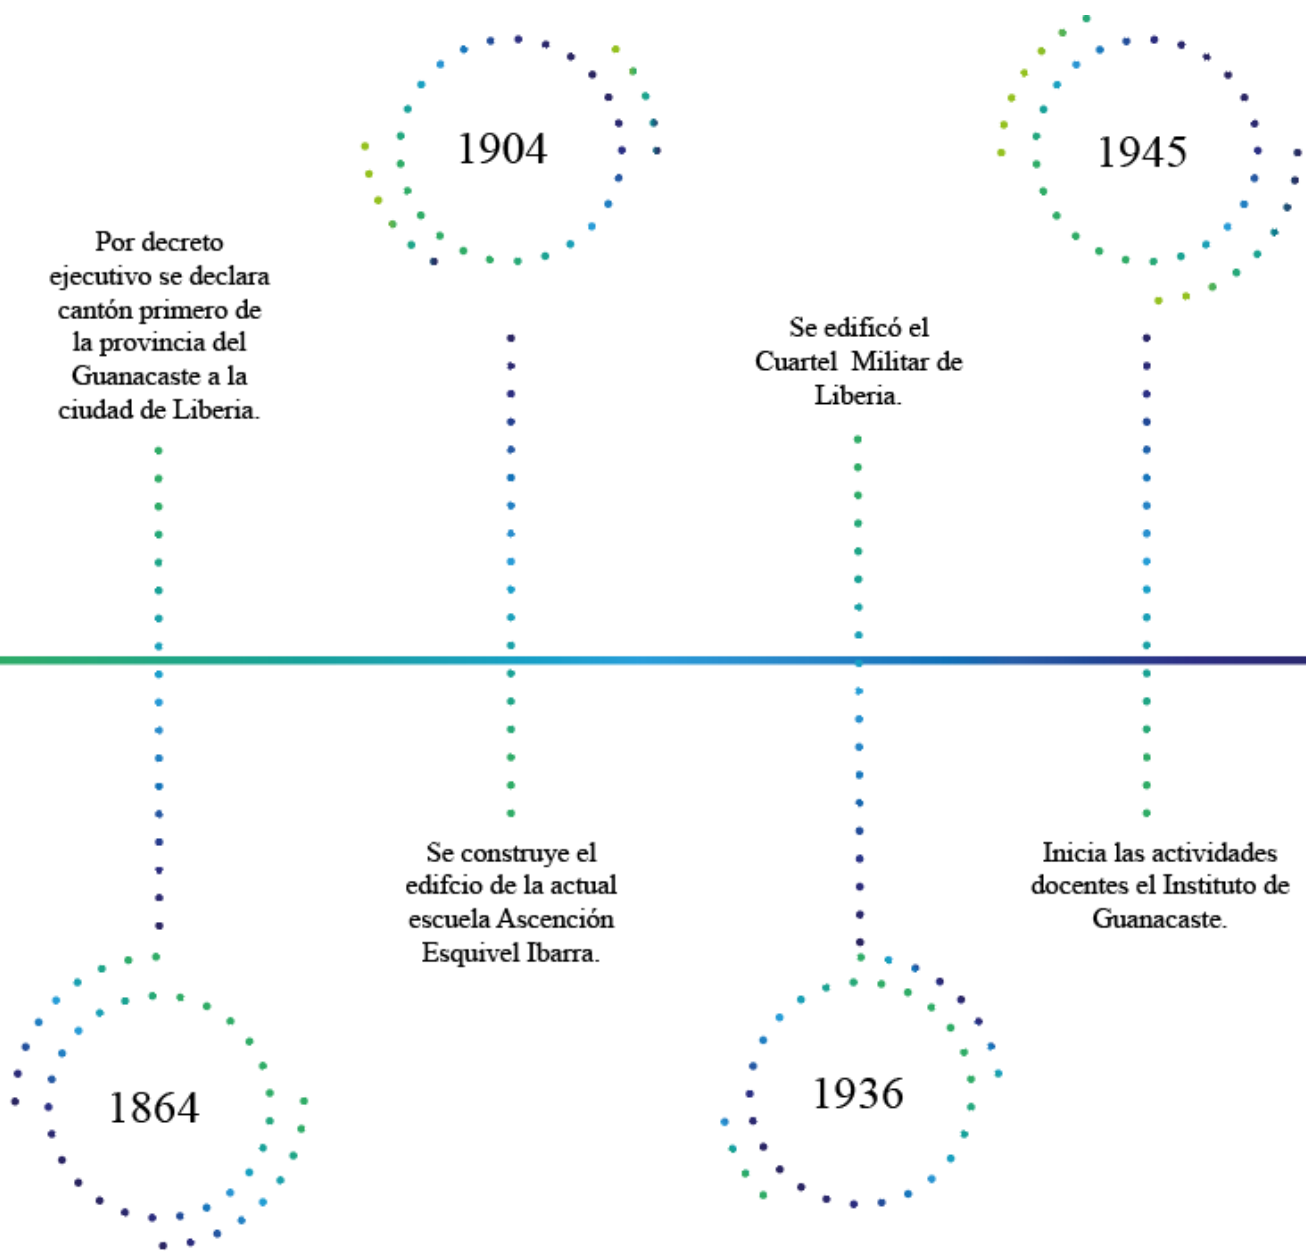 1904
1945
Por decreto
ejecutivo se declara
cantón primero de
la provincia del
Guanacaste a la
ciudad de Liberia.
Se edificó el
Cuartel Militar de
Liberia.
Se construye el
edifcio de la actual
escuela Ascención
Esquivel Ibarra.
Inicia las actividades
docentes el Instituto de
Guanacaste.
1864
1936